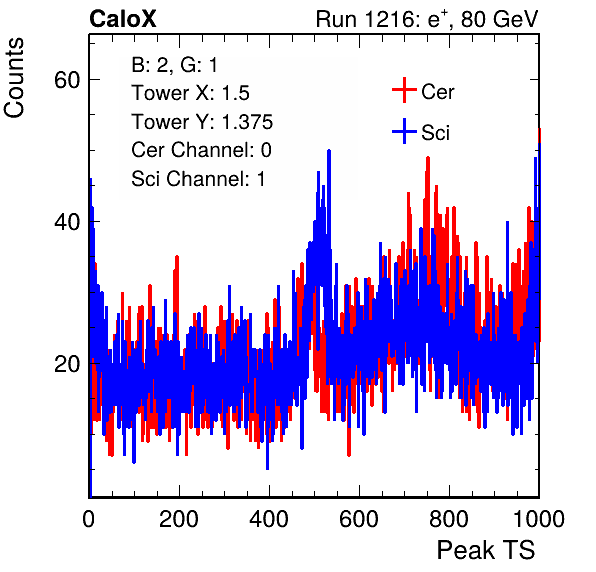 CaloX
Run 1216: e+, 80 GeV
Counts
B: 2, G: 1
Tower X: 1.5
Tower Y: 1.375
Cer Channel: 0
Sci Channel: 1
Cer
Sci
60
40
20
0 200 400 600 800 1000
Peak TS